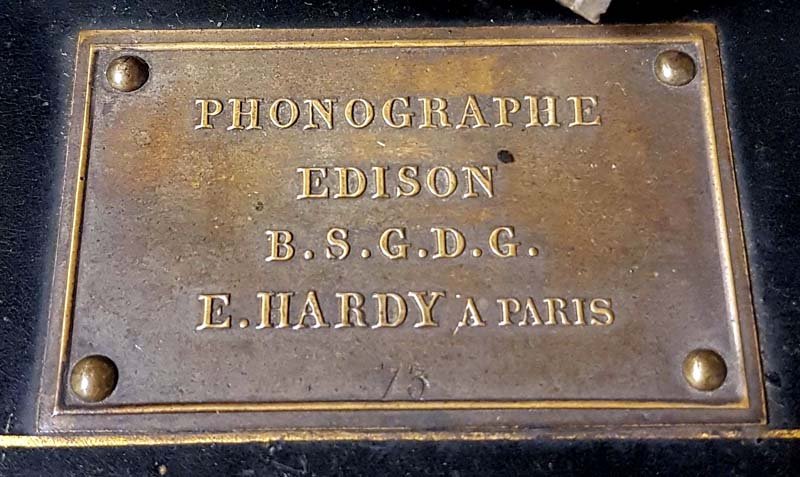 PHONOGRAPHE
EDISON
B.S.G.D.G.
E.HARDY A PARIS
73